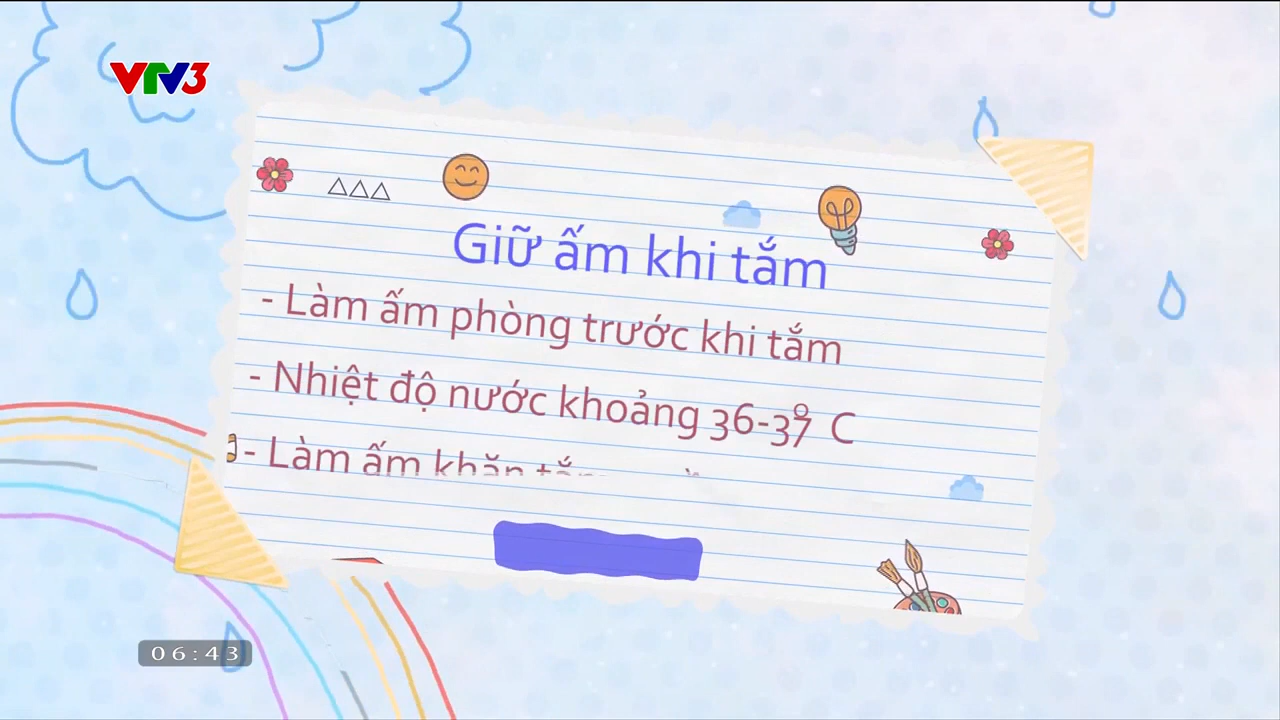 VTV3
Giữ ấm khi tắm
- Làm ấm phòng trước khi tắm
- Nhiệt độ nước khoảng 36-37° C
- Làm ấm khăn
06:43